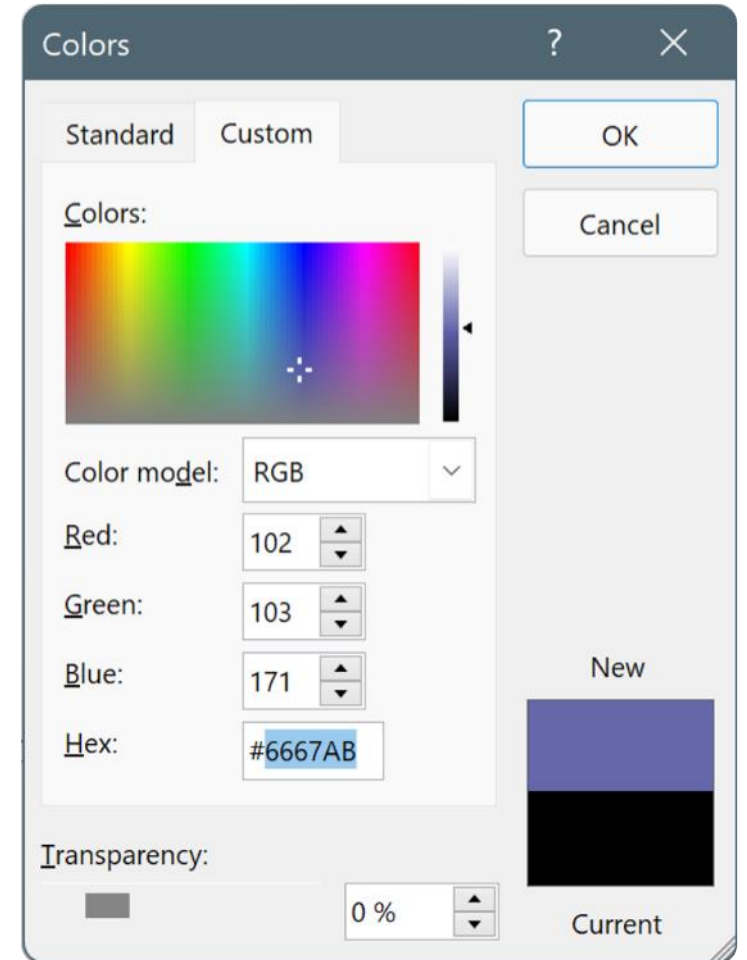 Colors ?
Standard Custom
OK
Cancel
Colors:
Color model: RGB
Red: 102
Green: 103
Blue: 171
Hex: #6667AB
Transparency:
0 %
New
Current